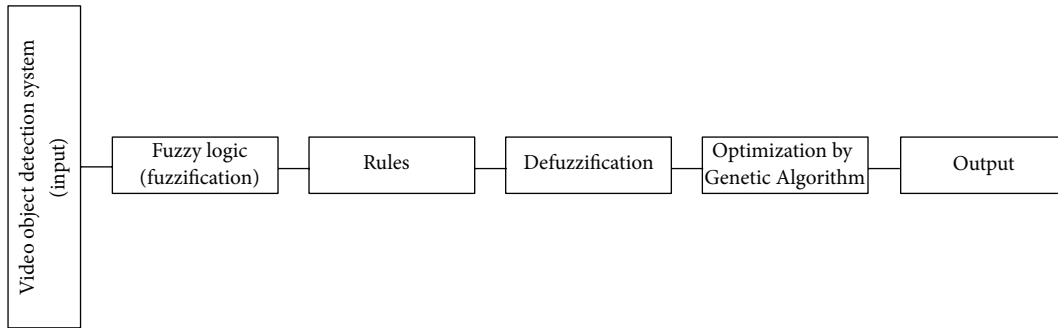 Video object detection system
(input)
Fuzzy logic
(fuzzification)
Rules
Defuzzification
Optimization by
Genetic Algorithm
Output